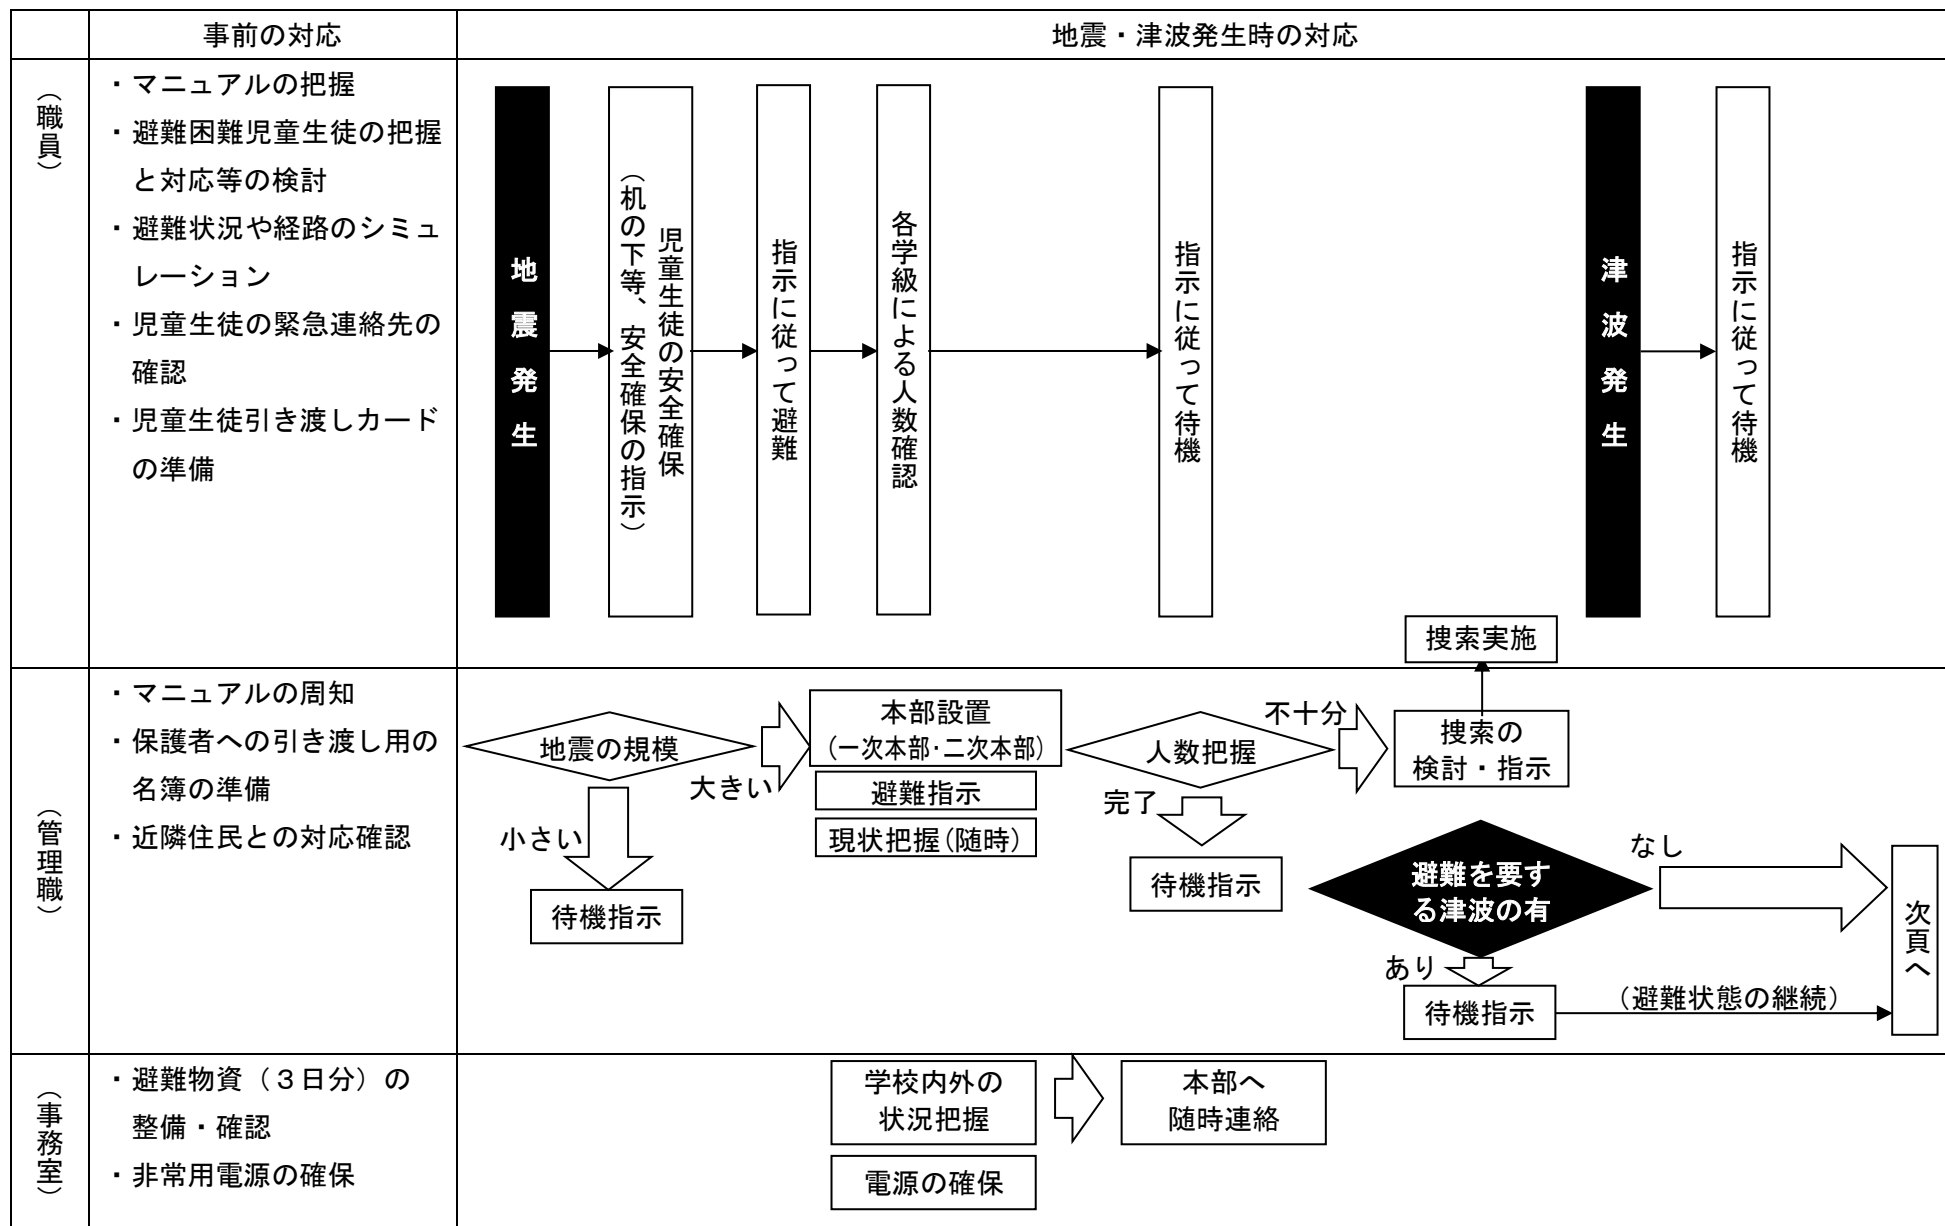 事前の対応
地震・津波発生時の対応
（職員）
・マニュアルの把握
・避難困難児童生徒の把握
と対応等の検討
・避難状況や経路のシミュ
レーション
・児童生徒の緊急連絡先の
確認
・児童生徒引き渡しカード
の準備
地震発生
児童生徒の安全確保
（机の下等、安全確保の指示）
指示に従って避難
各学級による人数確認
指示に従って待機
津波発生
指示に従って待機
捜索実施
（管理職）
・マニュアルの周知
・保護者への引き渡し用の
名簿の準備
・近隣住民との対応確認
地震の規模
大きい
小さい
待機指示
本部設置
（一次本部･二次本部）
避難指示
現状把握（随時）
人数把握
不十分
完了
待機指示
捜索の
検討・指示
避難を要す
る津波の有
なし
あり
待機指示
（避難状態の継続）
次頁へ
（事務室）
・避難物資（３日分）の
整備・確認
・非常用電源の確保
学校内外の
状況把握
本部へ
随時連絡
電源の確保